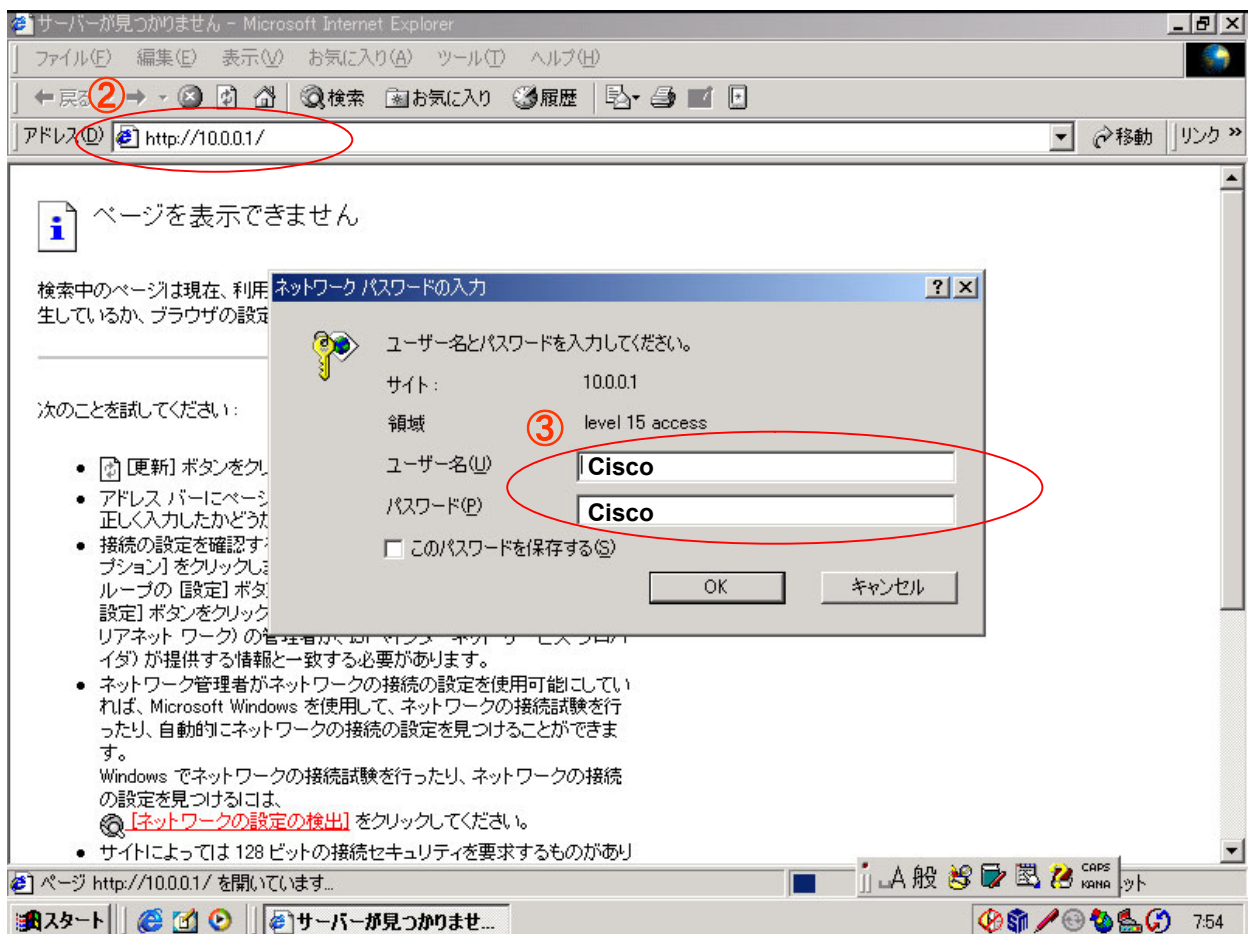 サーバーが見つかりません - Microsoft Internet Explorer
ファイル(F) 編集(E) 表示(V) お気に入り(A) ツール(T) ヘルプ(H)
戻る ② 検索 お気に入り 履歴
アドレス(D) http://10.0.0.1/ 移動 リンク »
ページを表示できません
検索中のページは現在、利用
生しているか、ブラウザの設定
次のことを試してください:
• [更新] ボタンをクリ
• アドレス バーにページ
正しく入力したかどうか
• 接続の設定を確認す
プション] をクリックし
ループの [設定] ボタ
設定] ボタンをクリック
リアネット ワーク) の管理者か、ISP
イダ) が提供する情報と一致する必要があります。
• ネットワーク管理者がネットワークの接続の設定を使用可能にしてい
れば、Microsoft Windows を使用して、ネットワークの接続試験を行
ったり、自動的にネットワークの接続の設定を見つけることができま
す。
Windows でネットワークの接続試験を行ったり、ネットワークの接続
の設定を見つけるには、
[ネットワークの設定の検出] をクリックしてください。
• サイトによっては 128 ビットの接続セキュリティを要求するものがあり
ネットワーク パスワードの入力
ユーザー名とパスワードを入力してください。
サイト: 10.0.0.1
領域 level 15 access
③
ユーザー名(U) Cisco
パスワード(P) Cisco
このパスワードを保存する(S)
OK キャンセル
ページ http://10.0.0.1/ を開いています...
A 般 CAPS KANA ット
スタート サーバーが見つかりませ... 7:54